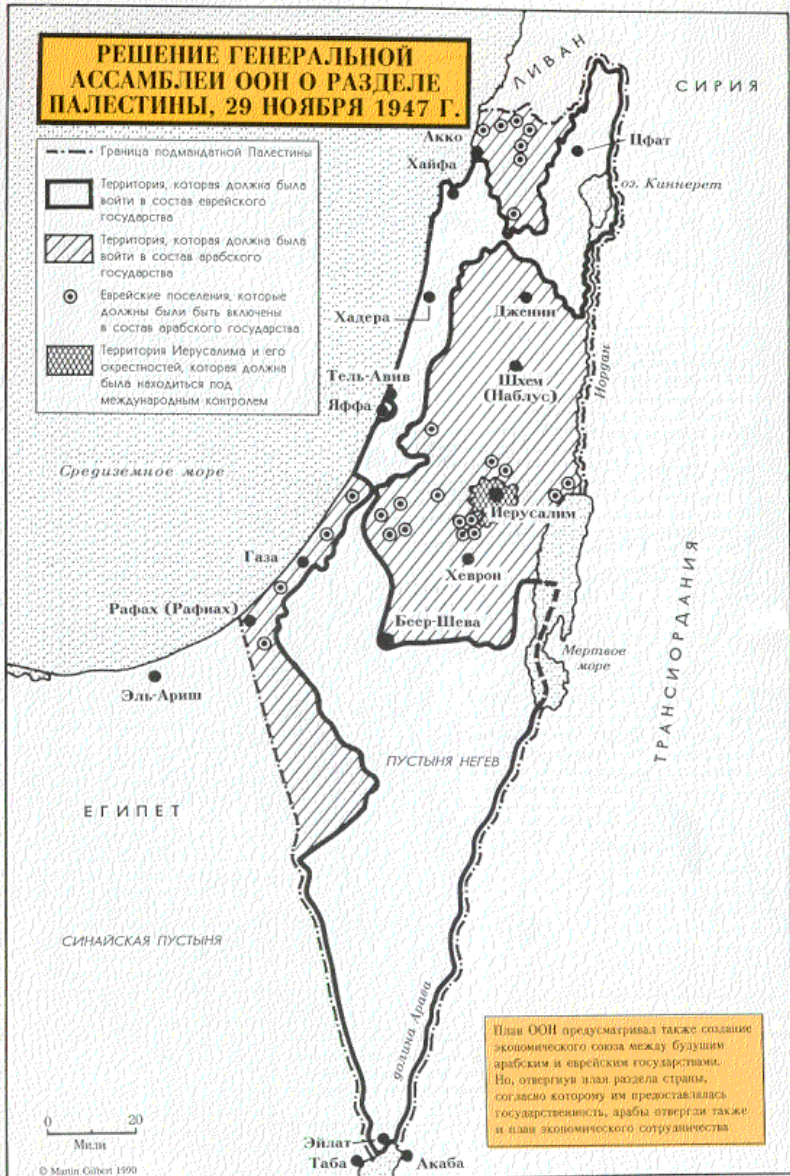 РЕШЕНИЕ ГЕНЕРАЛЬНОЙ
АССАМБЛЕИ ООН О РАЗДЕЛЕ
ПАЛЕСТИНЫ, 29 НОЯБРЯ 1947 Г.
Граница подмандатной Палестины
Территория, которая должна была
войти в состав еврейского
государства
Территория, которая должна была
войти в состав арабского
государства
Еврейские поселения, которые
должны были быть включены
в состав арабского государства
Территория Иерусалима и его
окрестностей, которая должна
была находиться под
международным контролем
ЛИВАН
СИРИЯ
Акко
Цфат
Хайфа
оз. Киннерет
Хадера
Дженин
Тель-Авив
Шхем
(Наблус)
Яффа
Иордан
Средиземное море
Иерусалим
Газа
Хеврон
Рафах (Рафиах)
Беер-Шева
Мертвое
море
Эль-Ариш
ТРАНСИОРДАНИЯ
ПУСТЫНЯ НЕГЕВ
ЕГИПЕТ
СИНАЙСКАЯ ПУСТЫНЯ
долина Арава
План ООН предусматривал также создание
экономического союза между будущим
арабским и еврейским государствами.
Но, отвергнув план раздела страны,
согласно которому им предоставлялась
государственность, арабы отвергли также
и план экономического сотрудничества
0 20
Мили
Эйлат
Таба
Акаба
© Martin Gilbert 1990